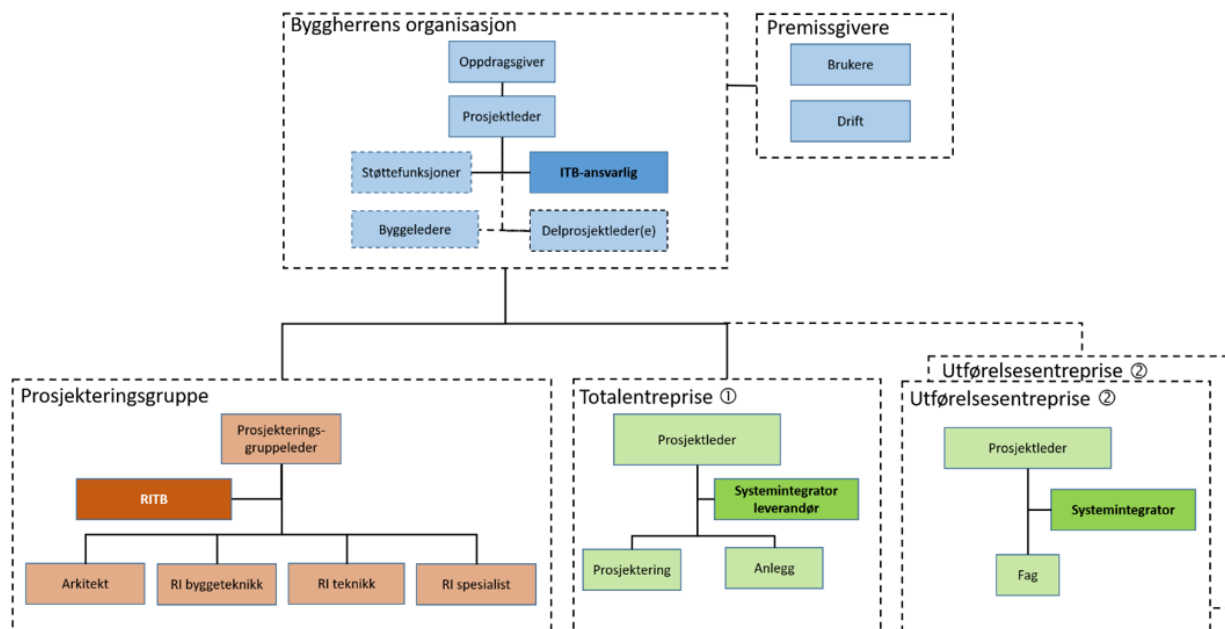 Byggherrens organisasjon
Oppdragsgiver
Prosjektleder
Støttefunksjoner
ITB-ansvarlig
Byggeledere
Delprosjektleder(e)
Premissgivere
Brukere
Drift
Prosjekteringsgruppe
Prosjekterings-
gruppeleder
RITB
Arkitekt
RI byggeteknikk
RI teknikk
RI spesialist
Totalentreprise ①
Prosjektleder
Systemintegrator
leverandør
Prosjektering
Anlegg
Utførelsesentreprise ②
Utførelsesentreprise ②
Prosjektleder
Systemintegrator
Fag